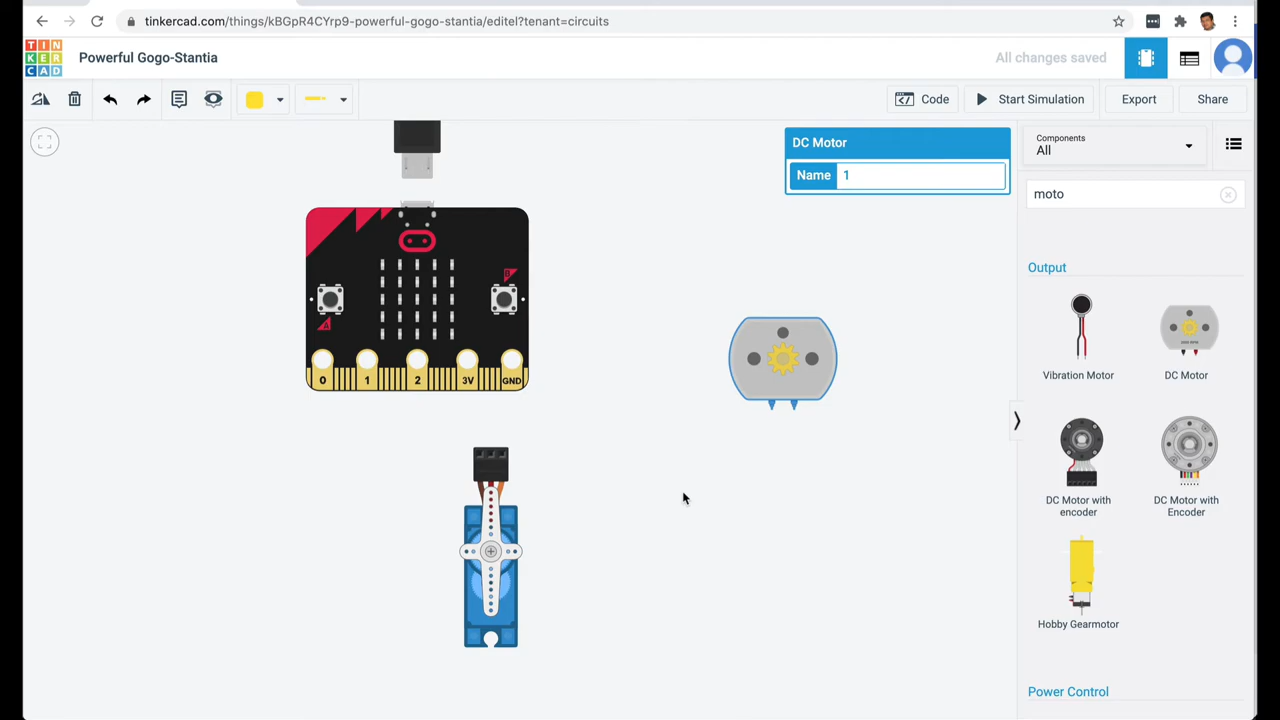 tinkercad.com/things/kBGpR4CYrp9-powerful-gogo-stantia/editel?tenant=circuits
TIN
KER
CAD
Powerful Gogo-Stantia
All changes saved
Code
Start Simulation
Export
Share
DC Motor
Name 1
Components
All
moto
Output
Vibration Motor
DC Motor
DC Motor with
encoder
DC Motor with
Encoder
Hobby Gearmotor
Power Control
B
A
0 1 2 3V GND